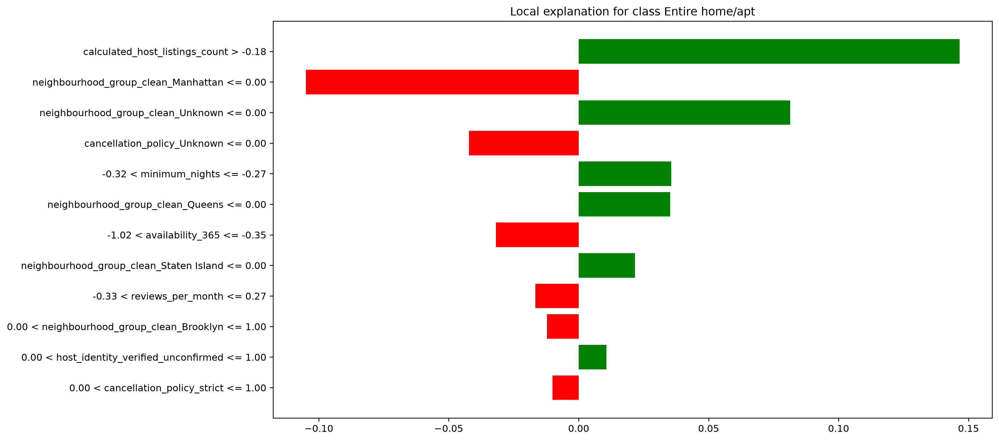 Local explanation for class Entire home/apt
calculated_host_listings_count > -0.18
neighbourhood_group_clean_Manhattan <= 0.00
neighbourhood_group_clean_Unknown <= 0.00
cancellation_policy_Unknown <= 0.00
-0.32 < minimum_nights <= -0.27
neighbourhood_group_clean_Queens <= 0.00
-1.02 < availability_365 <= -0.35
neighbourhood_group_clean_Staten Island <= 0.00
-0.33 < reviews_per_month <= 0.27
0.00 < neighbourhood_group_clean_Brooklyn <= 1.00
0.00 < host_identity_verified_unconfirmed <= 1.00
0.00 < cancellation_policy_strict <= 1.00
−0.10 −0.05 0.00 0.05 0.10 0.15